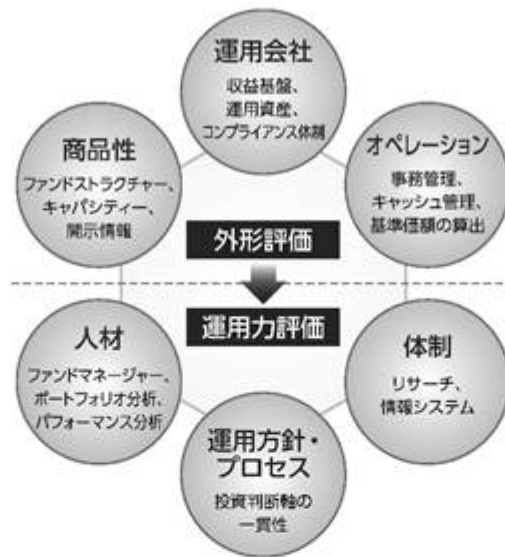 運用会社
収益基盤、
運用資産、
コンプライアンス体制
商品性
ファンドストラクチャー、
キャパシティー、
開示情報
オペレーション
事務管理、
キャッシュ管理、
基準価額の算出
外形評価
運用力評価
人材
ファンドマネージャー、
ポートフォリオ分析、
パフォーマンス分析
体制
リサーチ、
情報システム
運用方針・
プロセス
投資判断軸の
一貫性